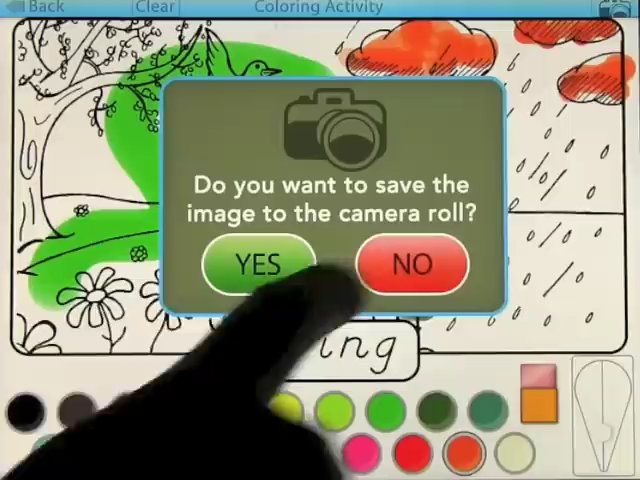 Back Clear Coloring Activity
Do you want to save the
image to the camera roll?
YES NO
ing